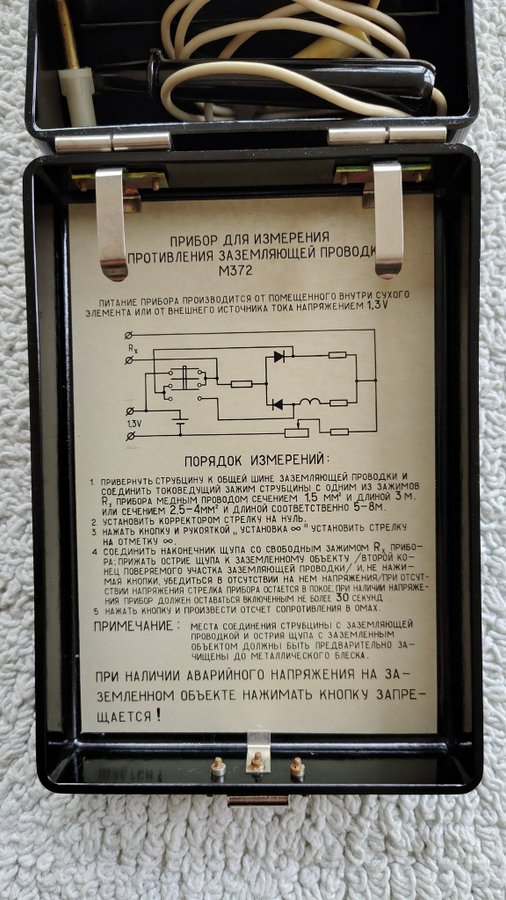 ПРИБОР ДЛЯ ИЗМЕРЕНИЯ
ПРОТИВЛЕНИЯ ЗАЗЕМЛЯЮЩЕЙ ПРОВОДК
М372
ПИТАНИЕ ПРИБОРА ПРОИЗВОДИТСЯ ОТ ПОМЕЩЕННОГО ВНУТРИ СУХОГО
ЭЛЕМЕНТА ИЛИ ОТ ВНЕШНЕГО ИСТОЧНИКА ТОКА НАПРЯЖЕНИЕМ 1,3 V
Rx
1,3V
ПОРЯДОК ИЗМЕРЕНИЙ:
1. ПРИВЕРНУТЬ СТРУБЦИНУ К ОБЩЕЙ ШИНЕ ЗАЗЕМЛЯЮЩЕЙ ПРОВОДКИ И
СОЕДИНИТЬ ТОКОВЕДУЩИЙ ЗАЖИМ СТРУБЦИНЫ С ОДНИМ ИЗ ЗАЖИМОВ
Rx ПРИБОРА МЕДНЫМ ПРОВОДОМ СЕЧЕНИЕМ 1,5 ММ² И ДЛИНОЙ 3 М.
ИЛИ СЕЧЕНИЕМ 2,5-4ММ² И ДЛИНОЙ СООТВЕТСТВЕННО 5-8М.
2. УСТАНОВИТЬ КОРРЕКТОРОМ СТРЕЛКУ НА НУЛЬ.
3 НАЖАТЬ КНОПКУ И РУКОЯТКОЙ „УСТАНОВКА ∞" УСТАНОВИТЬ СТРЕЛКУ
НА ОТМЕТКУ ∞.
4 СОЕДИНИТЬ НАКОНЕЧНИК ЩУПА СО СВОБОДНЫМ ЗАЖИМОМ Rx ПРИБО-
РА; ПРИЖАТЬ ОСТРИЕ ЩУПА К ЗАЗЕМЛЕННОМУ ОБЪЕКТУ /ВТОРОЙ КО-
НЕЦ ПОВЕРЯЕМОГО УЧАСТКА ЗАЗЕМЛЯЮЩЕЙ ПРОВОДКИ/ И, НЕ НАЖИ-
МАЯ КНОПКИ, УБЕДИТЬСЯ В ОТСУТСТВИИ НА НЕМ НАПРЯЖЕНИЯ/ПРИ ОТСУТ-
СТВИИ НАПРЯЖЕНИЯ СТРЕЛКА ПРИБОРА ОСТАЕТСЯ В ПОКОЕ, ПРИ НАЛИЧИИ НАПРЯЖЕ-
НИЯ ПРИБОР ДОЛЖЕН ОСТАВАТЬСЯ ВКЛЮЧЕННЫМ НЕ БОЛЕЕ 30 СЕКУНД.
5 НАЖАТЬ КНОПКУ И ПРОИЗВЕСТИ ОТСЧЕТ СОПРОТИВЛЕНИЯ В ОМАХ.
ПРИМЕЧАНИЕ: МЕСТА СОЕДИНЕНИЯ СТРУБЦИНЫ С ЗАЗЕМЛЯЮЩЕЙ
ПРОВОДКОЙ И ОСТРИЯ ЩУПА С ЗАЗЕМЛЕННЫМ
ОБЪЕКТОМ ДОЛЖНЫ БЫТЬ ПРЕДВАРИТЕЛЬНО ЗА-
ЧИЩЕНЫ ДО МЕТАЛЛИЧЕСКОГО БЛЕСКА.
ПРИ НАЛИЧИИ АВАРИЙНОГО НАПРЯЖЕНИЯ НА ЗА-
ЗЕМЛЕННОМ ОБЪЕКТЕ НАЖИМАТЬ КНОПКУ ЗАПРЕ-
ЩАЕТСЯ!